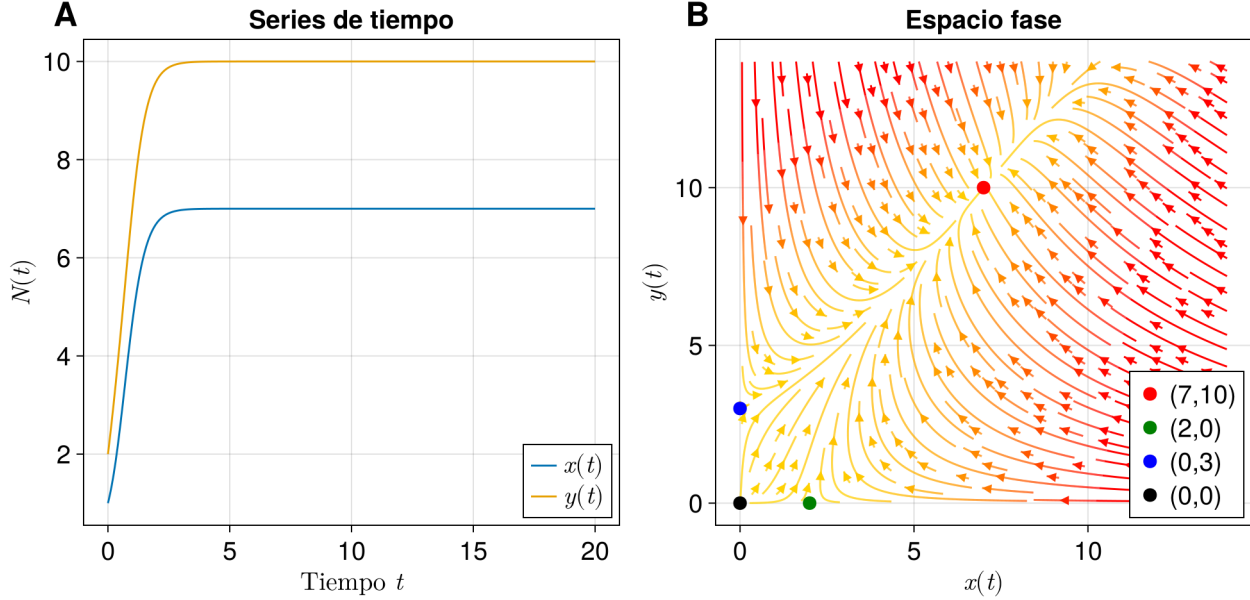 A
Series de tiempo
N(t)
10
8
6
4
2
x(t)
y(t)
0
5
10
15
20
Tiempo t
B
Espacio fase
y(t)
10
5
0
(7,10)
(2,0)
(0,3)
(0,0)
0
5
10
x(t)